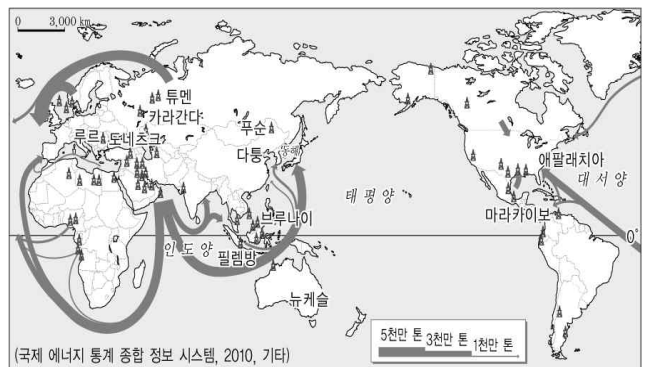 0 3,000 km
튜멘
카라간다
루르 도네츠크
푸순
다퉁
동해
애팔래치아
대서양
태평양
마라카이보
브루나이
0°
인도양
필렘방
뉴케슬
5천만 톤 3천만 톤 1천만 톤
(국제 에너지 통계 종합 정보 시스템, 2010, 기타)